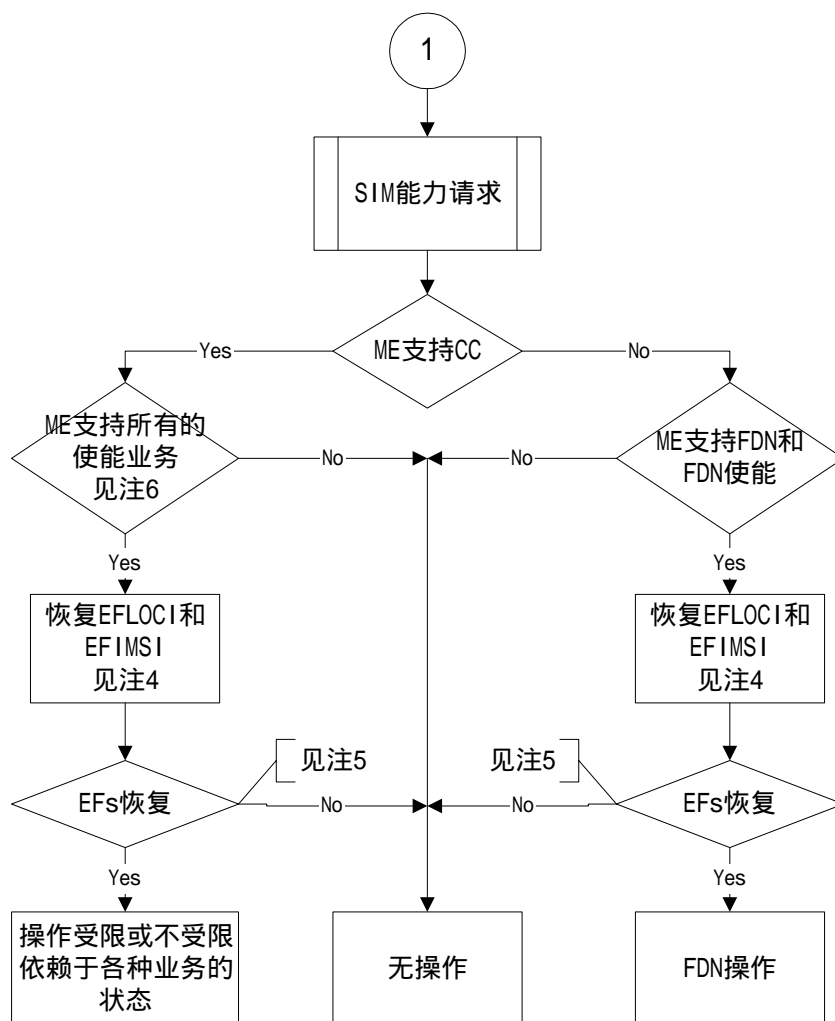 1
SIM能力请求
ME支持CC
Yes
No
ME支持所有的
使能业务
见注6
No
No
ME支持FDN和
FDN使能
Yes
Yes
恢复EFLOCI和
EFIMSI
见注4
恢复EFLOCI和
EFIMSI
见注4
见注5
见注5
EFs恢复
No
No
EFs恢复
Yes
Yes
操作受限或不受限
依赖于各种业务的
状态
无操作
FDN操作